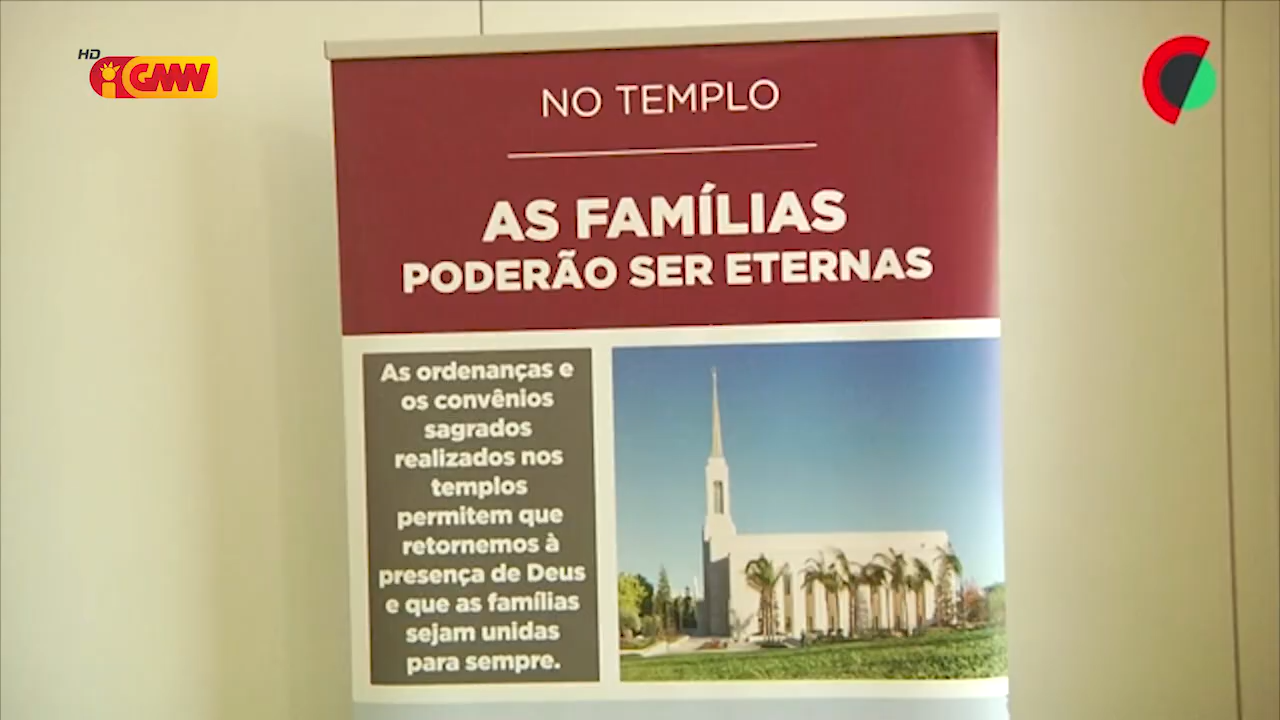 HD
GMW
NO TEMPLO
AS FAMÍLIAS
PODERÃO SER ETERNAS
As ordenanças e
os convênios
sagrados
realizados nos
templos
permitem que
retornemos à
presença de Deus
e que as famílias
sejam unidas
para sempre.